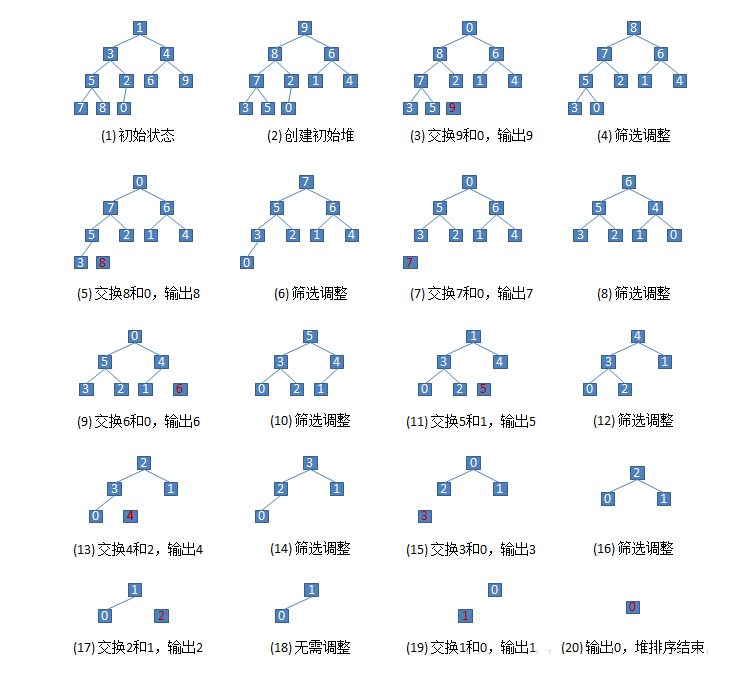 1 9 0 8
3 4 8 6 8 6 7 6
5 2 6 9 7 2 1 4 7 2 1 4 5 2 1 4
7 8 0 3 5 0 3 5 9 3 0
(1) 初始状态 (2) 创建初始堆 (3) 交换9和0，输出9 (4) 筛选调整
0 7 0 6
7 6 5 6 5 6 5 4
5 2 1 4 3 2 1 4 3 2 1 4 3 2 1 0
3 8 0 7
(5) 交换8和0，输出8 (6) 筛选调整 (7) 交换7和0，输出7 (8) 筛选调整
0 5 1 4
5 4 3 4 3 4 3 1
3 2 1 6 0 2 1 0 2 5 0 2
(9) 交换6和0，输出6 (10) 筛选调整 (11) 交换5和1，输出5 (12) 筛选调整
2 3 0 2
3 1 2 1 2 1 0 1
0 4 0 3
(13) 交换4和2，输出4 (14) 筛选调整 (15) 交换3和0，输出3 (16) 筛选调整
1 1 0 0
0 2 0 1
(17) 交换2和1，输出2 (18) 无需调整 (19) 交换1和0，输出1 (20) 输出0，堆排序结束